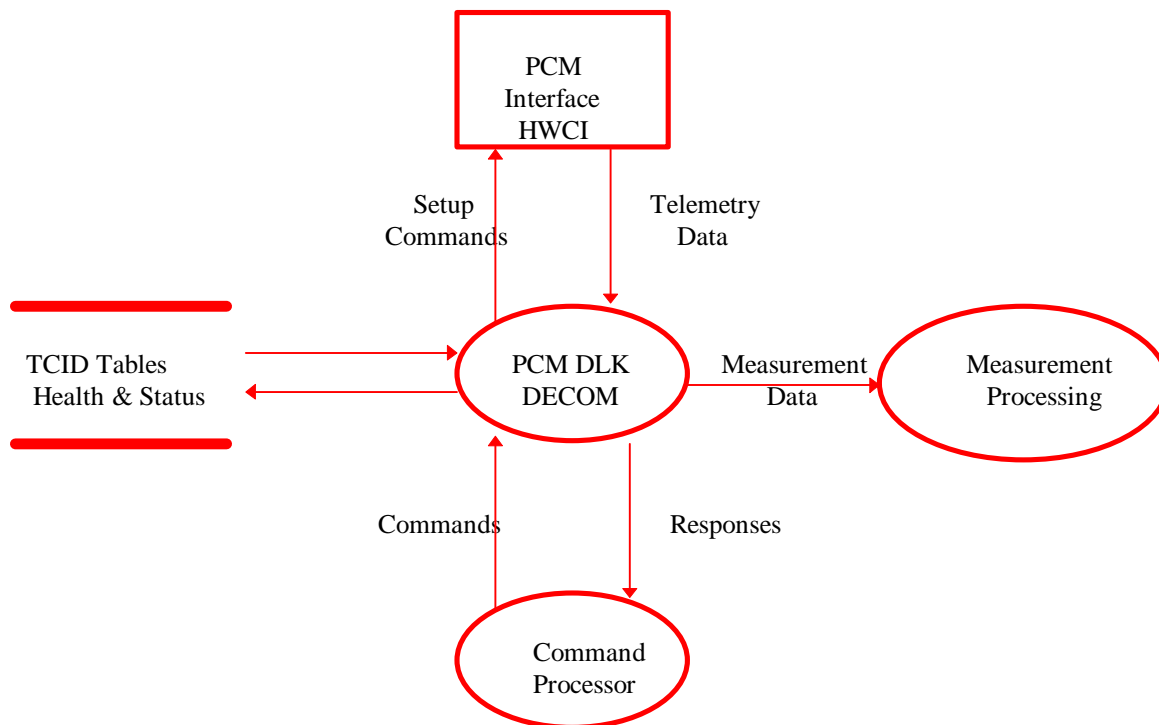 PCM
Interface
HWCI
Setup
Commands
Telemetry
Data
TCID Tables
Health & Status
PCM DLK
DECOM
Measurement
Data
Measurement
Processing
Commands
Responses
Command
Processor